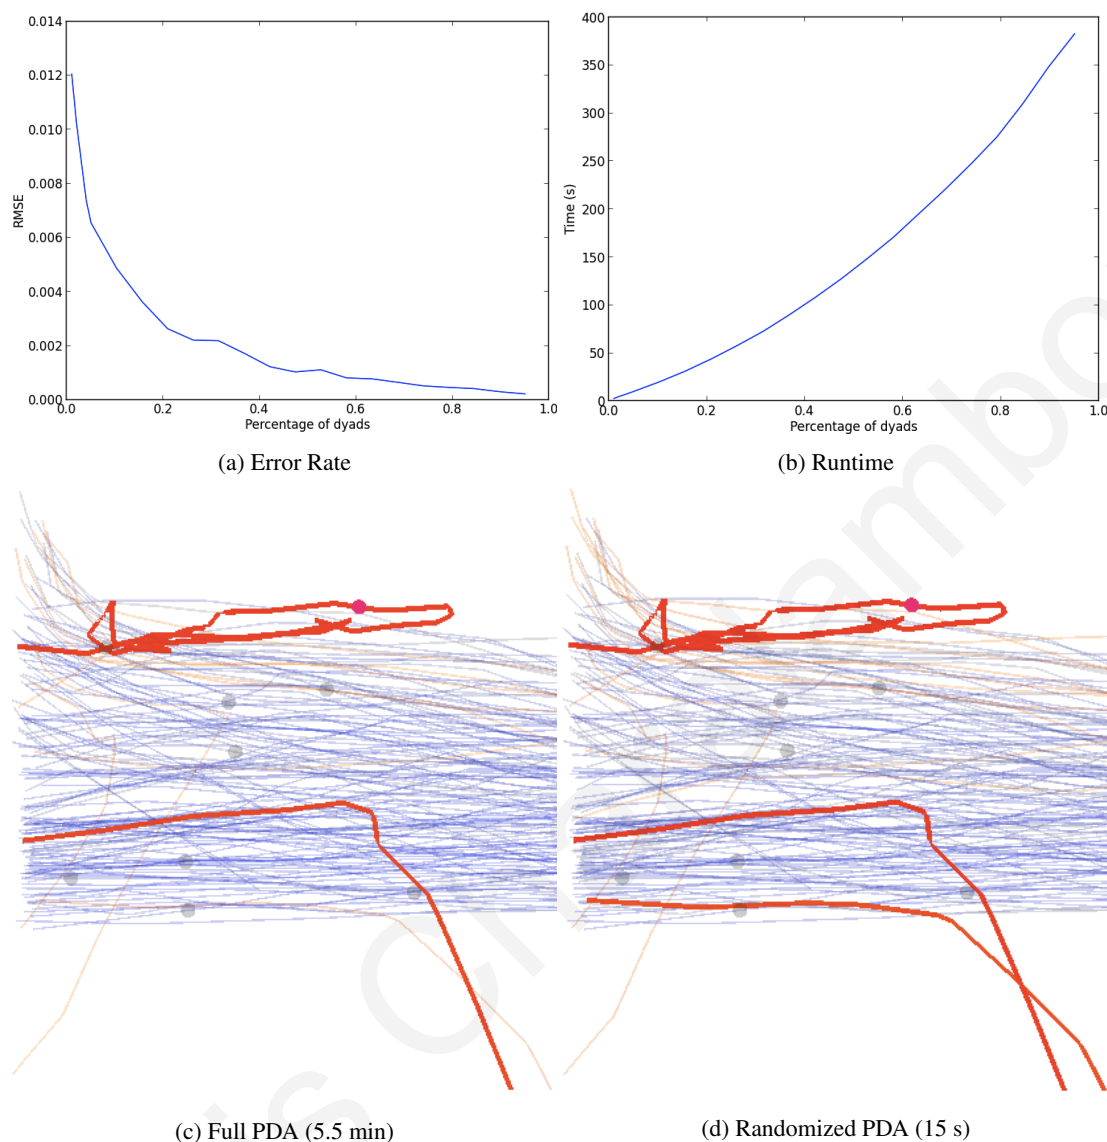 0.014
0.012
0.010
0.008
0.006
0.004
0.002
0.000
RMSE
0.0 0.2 0.4 0.6 0.8 1.0
Percentage of dyads
(a) Error Rate
400
350
300
250
200
150
100
50
0
Time (s)
0.0 0.2 0.4 0.6 0.8 1.0
Percentage of dyads
(b) Runtime
(c) Full PDA (5.5 min)
(d) Randomized PDA (15 s)